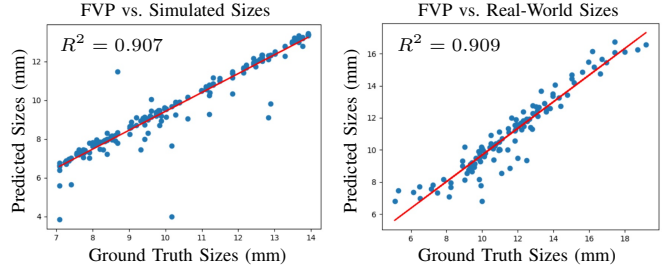 FVP vs. Simulated Sizes
R² = 0.907
Predicted Sizes (mm)
12
10
8
6
4
7 8 9 10 11 12 13 14
Ground Truth Sizes (mm)
FVP vs. Real-World Sizes
R² = 0.909
Predicted Sizes (mm)
16
14
12
10
8
6
6 8 10 12 14 16 18
Ground Truth Sizes (mm)